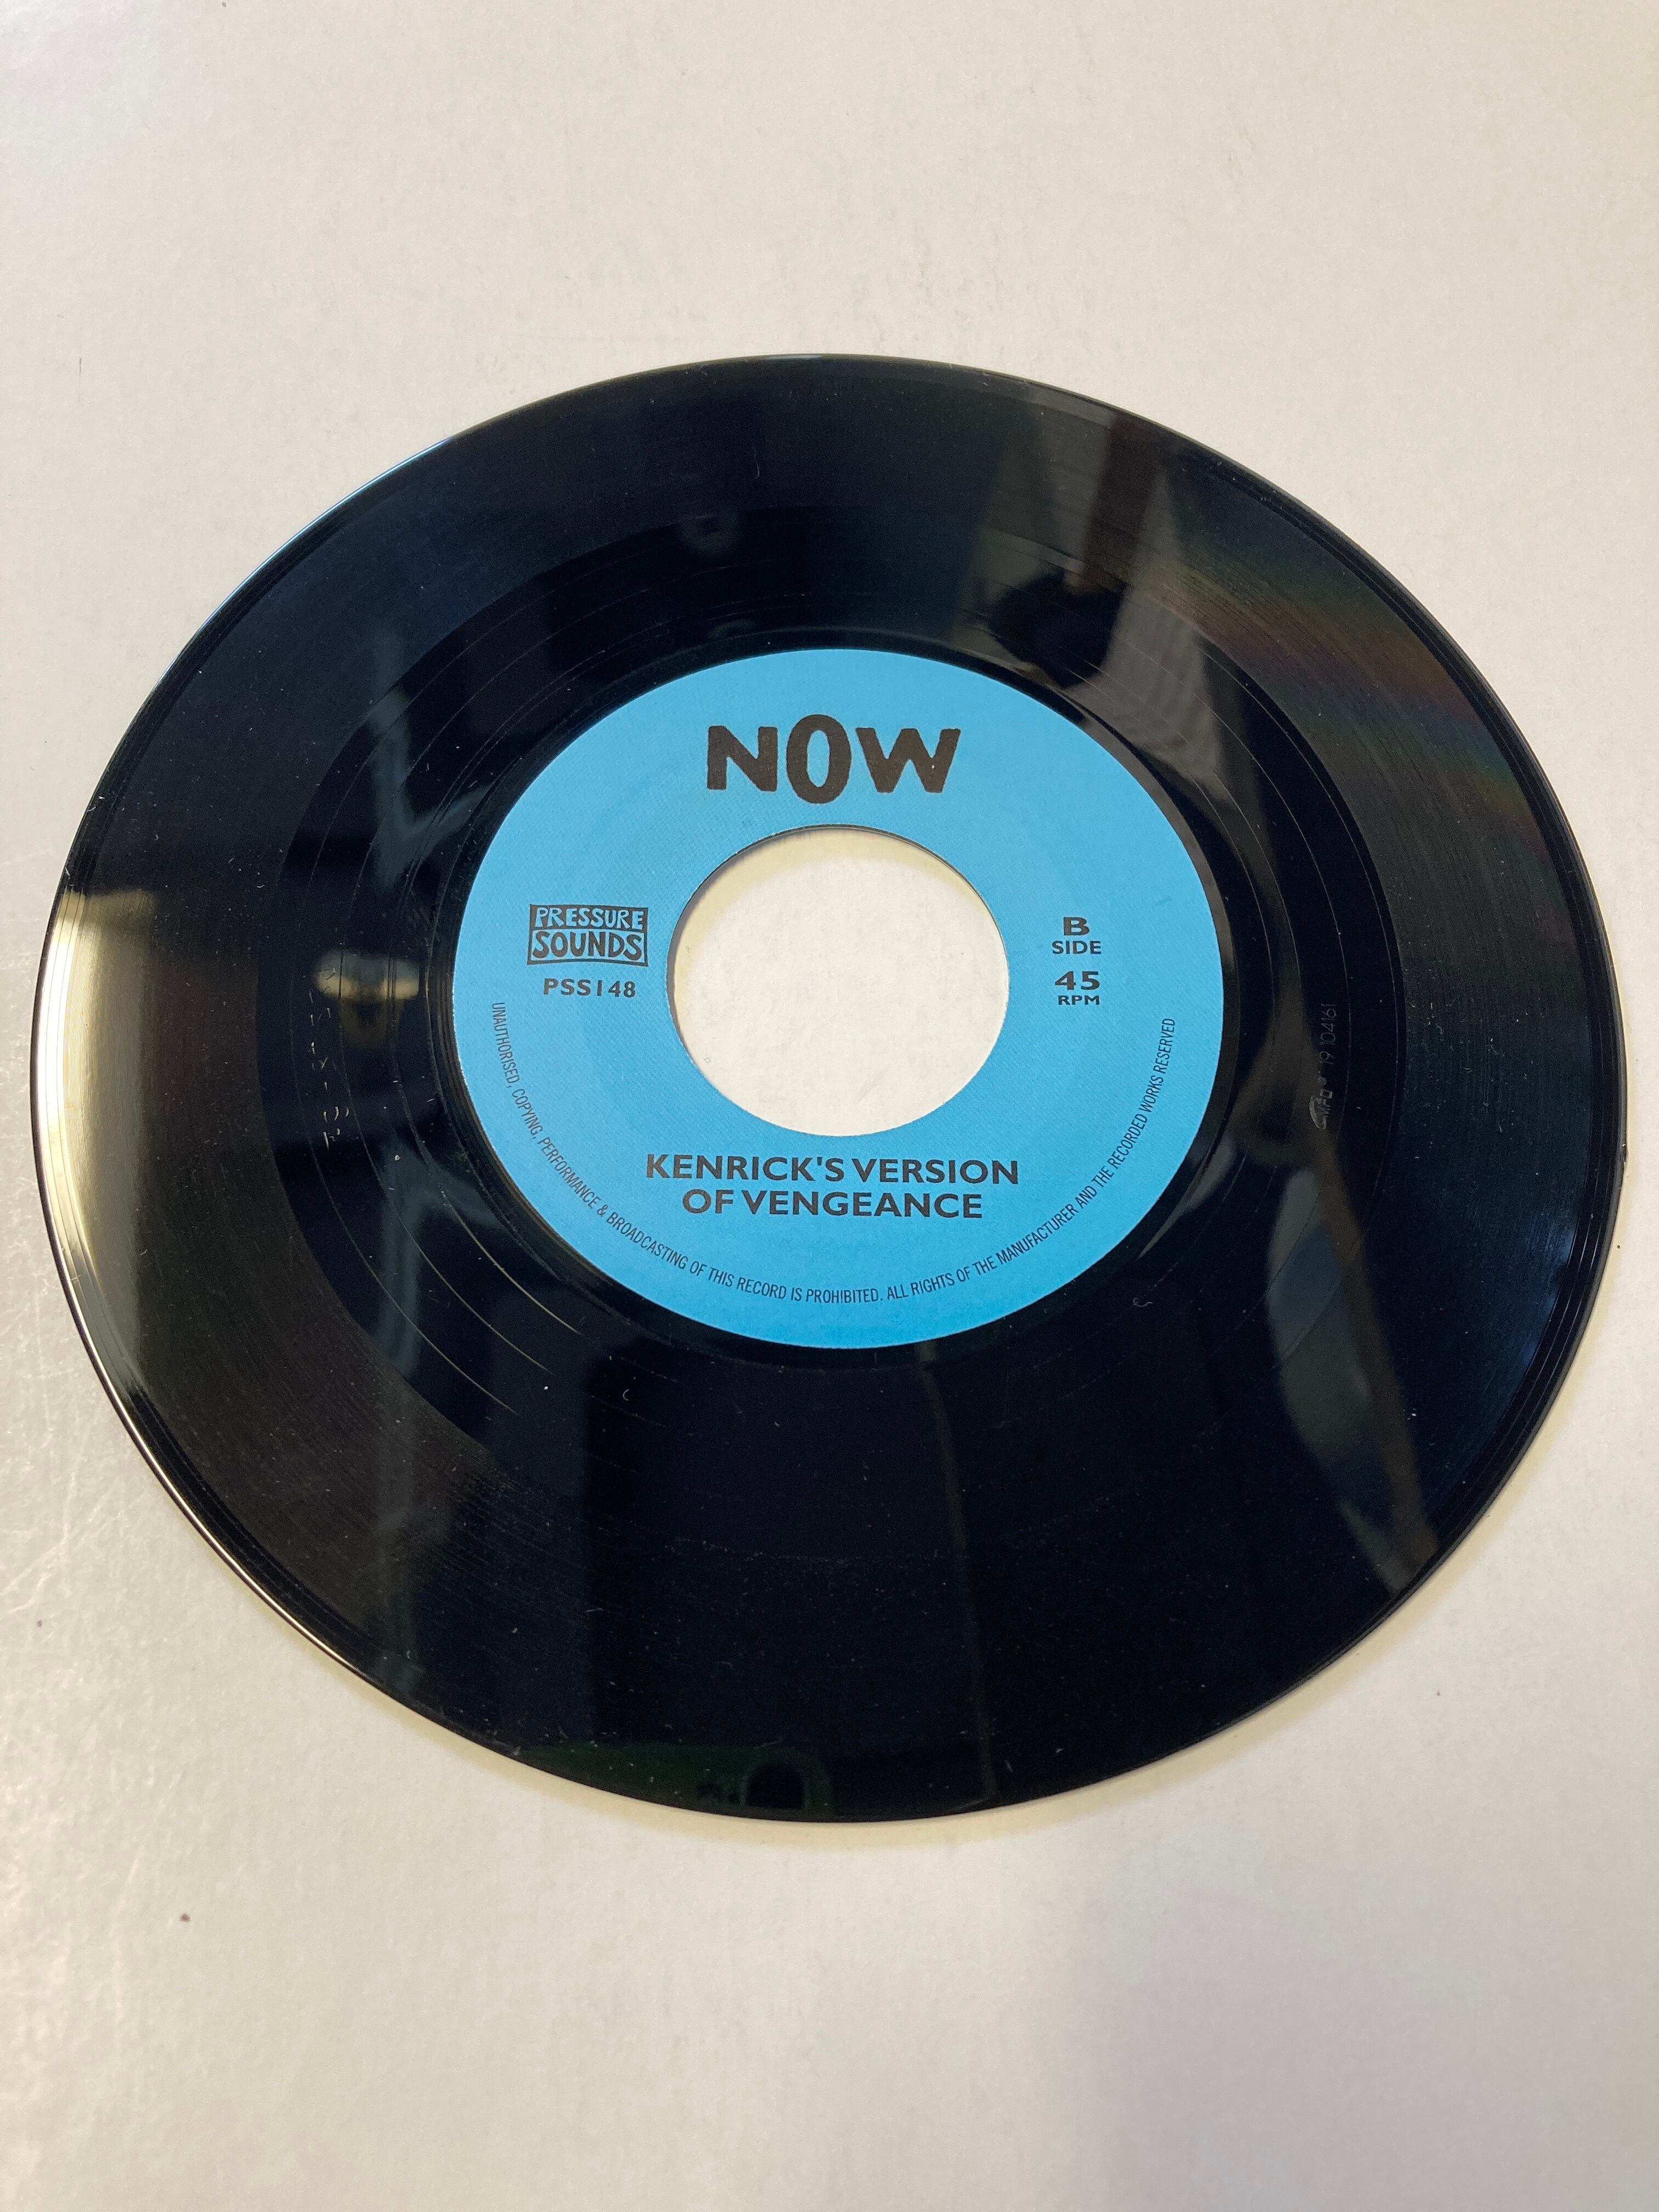 NOW
PRESSURE
SOUNDS
PSS148
B
SIDE
45
RPM
KENRICK'S VERSION
OF VENGEANCE
UNAUTHORISED, COPYING, PERFORMANCE & BROADCASTING OF THIS RECORD IS PROHIBITED. ALL RIGHTS OF THE MANUFACTURER AND THE RECORDED WORKS RESERVED